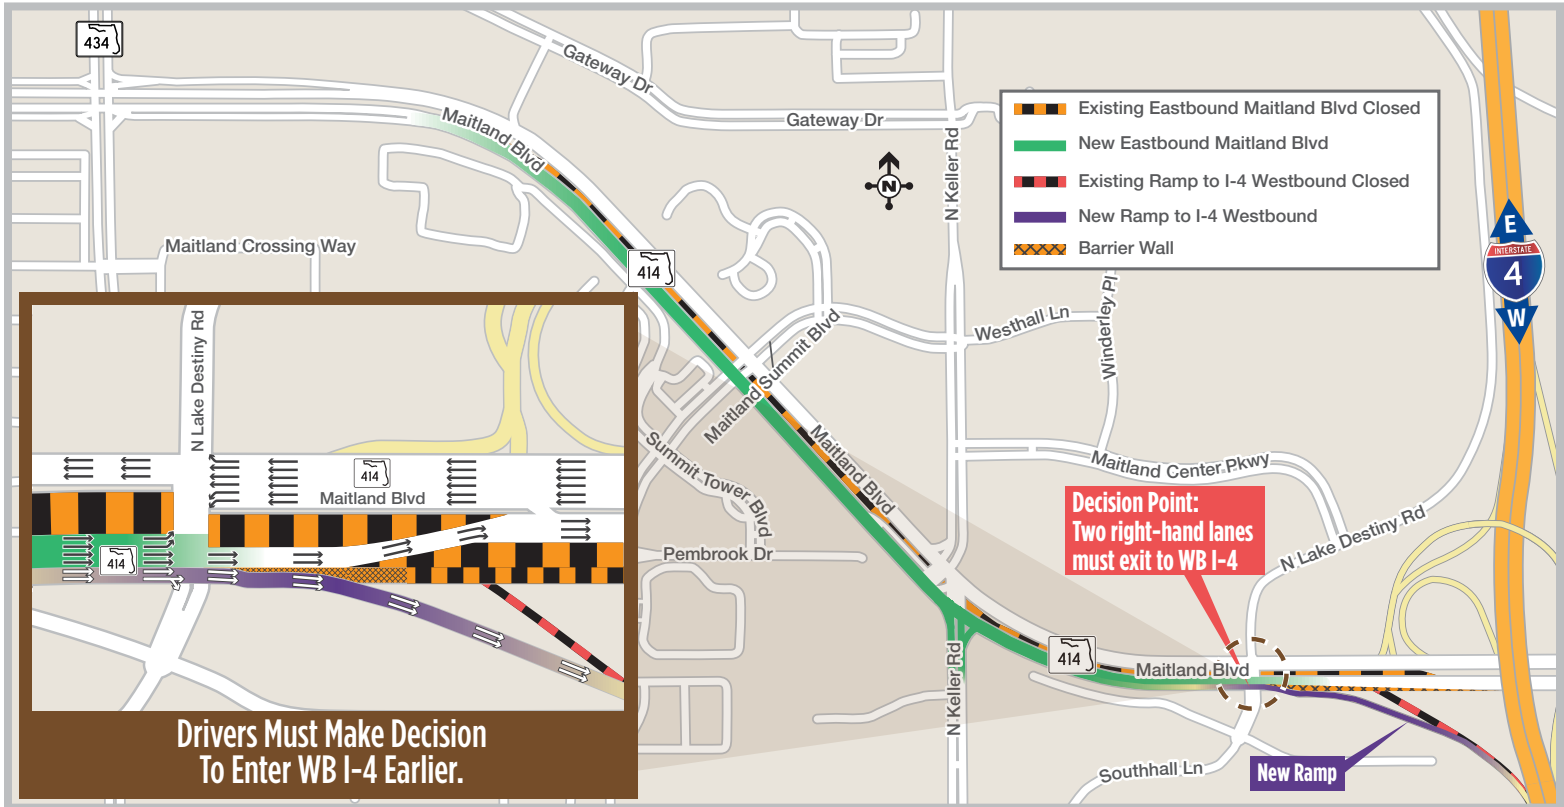 434
Gateway Dr
Maitland Blvd
Gateway Dr
N Keller Rd
N
Existing Eastbound Maitland Blvd Closed
New Eastbound Maitland Blvd
Existing Ramp to I-4 Westbound Closed
New Ramp to I-4 Westbound
Barrier Wall
E
INTERSTATE
4
W
Maitland Crossing Way
414
Westhall Ln
Winderley Pl
Maitland Summit Blvd
Summit Tower Blvd
Maitland Blvd
Maitland Center Pkwy
Pembrook Dr
Decision Point:
Two right-hand lanes
must exit to WB I-4
N Lake Destiny Rd
414
Maitland Blvd
N Keller Rd
Southhall Ln
New Ramp
N Lake Destiny Rd
414
Maitland Blvd
414
Drivers Must Make Decision
To Enter WB I-4 Earlier.